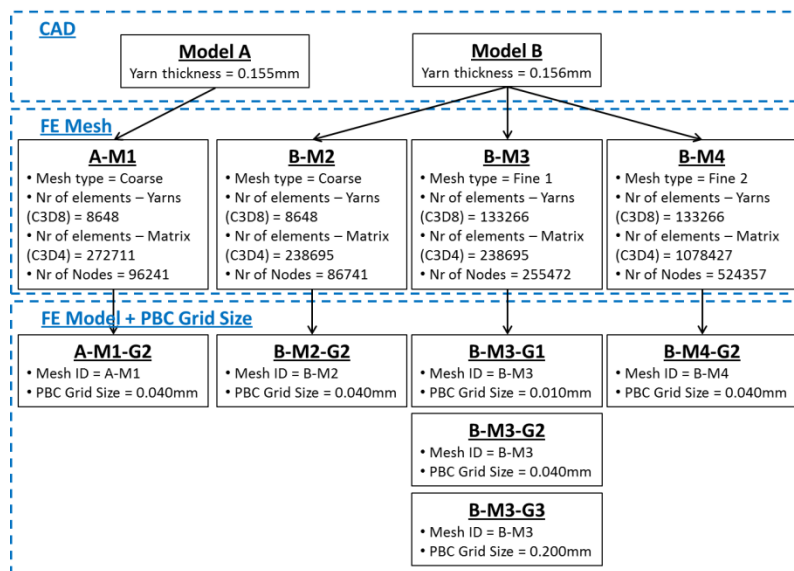 CAD
Model A
Yarn thickness = 0.155mm
Model B
Yarn thickness = 0.156mm
FE Mesh
A-M1
• Mesh type = Coarse
• Nr of elements – Yarns
(C3D8) = 8648
• Nr of elements – Matrix
(C3D4) = 272711
• Nr of Nodes = 96241
B-M2
• Mesh type = Coarse
• Nr of elements – Yarns
(C3D8) = 8648
• Nr of elements – Matrix
(C3D4) = 238695
• Nr of Nodes = 86741
B-M3
• Mesh type = Fine 1
• Nr of elements – Yarns
(C3D8) = 133266
• Nr of elements – Matrix
(C3D4) = 238695
• Nr of Nodes = 255472
B-M4
• Mesh type = Fine 2
• Nr of elements – Yarns
(C3D8) = 133266
• Nr of elements – Matrix
(C3D4) = 1078427
• Nr of Nodes = 524357
FE Model + PBC Grid Size
A-M1-G2
• Mesh ID = A-M1
• PBC Grid Size = 0.040mm
B-M2-G2
• Mesh ID = B-M2
• PBC Grid Size = 0.040mm
B-M3-G1
• Mesh ID = B-M3
• PBC Grid Size = 0.010mm
B-M4-G2
• Mesh ID = B-M4
• PBC Grid Size = 0.040mm
B-M3-G2
• Mesh ID = B-M3
• PBC Grid Size = 0.040mm
B-M3-G3
• Mesh ID = B-M3
• PBC Grid Size = 0.200mm